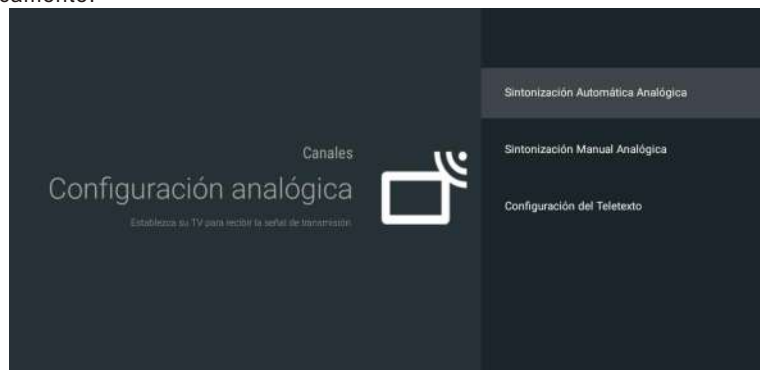 Canales
Configuración analógica
Establezca su TV para recibir la señal de transmisión
Sintonización Automática Analógica
Sintonización Manual Analógica
Configuración del Teletexto